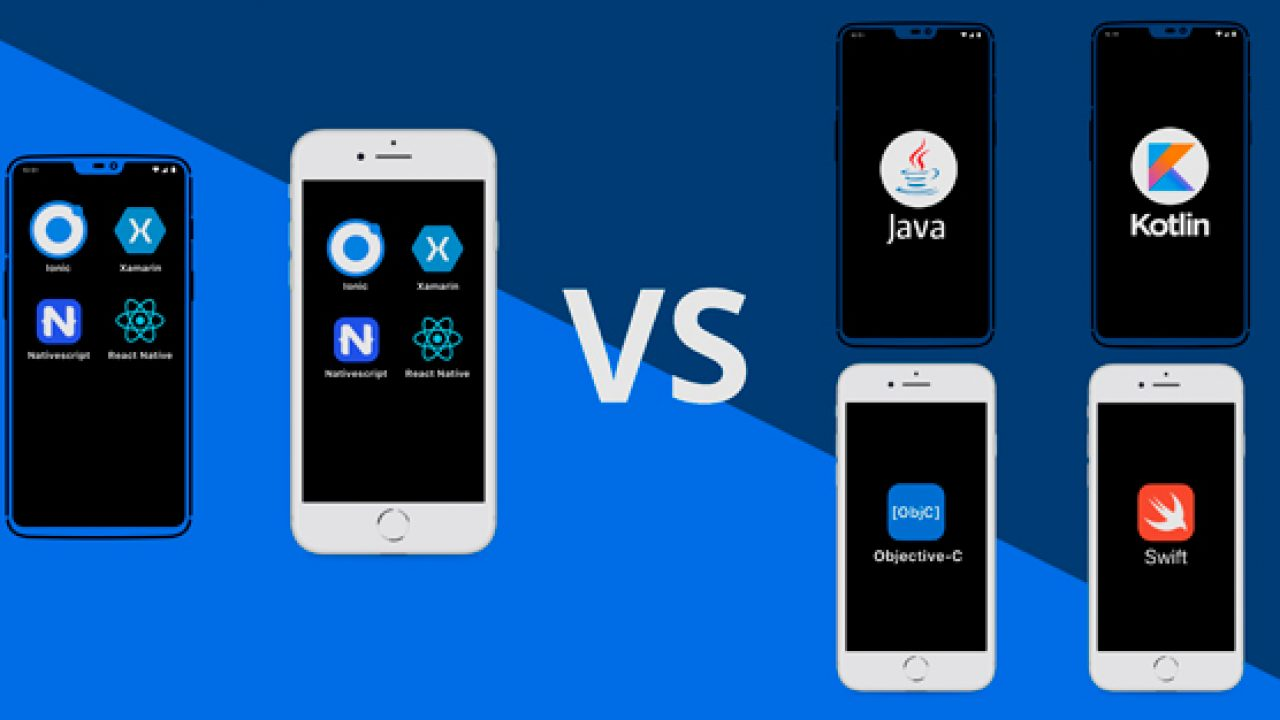 Ionic Xamarin
Nativescript React Native
Ionic Xamarin
Nativescript React Native
VS
Java
Kotlin
[ObjC]
Objective-C
Swift